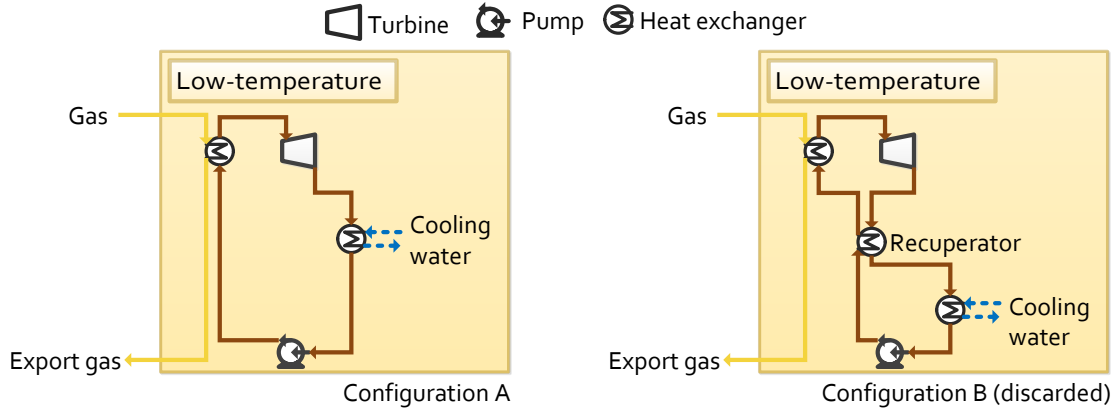 Turbine Pump Heat exchanger
Low-temperature
Gas
Cooling
water
Export gas
Configuration A
Low-temperature
Gas
Recuperator
Cooling
water
Export gas
Configuration B (discarded)